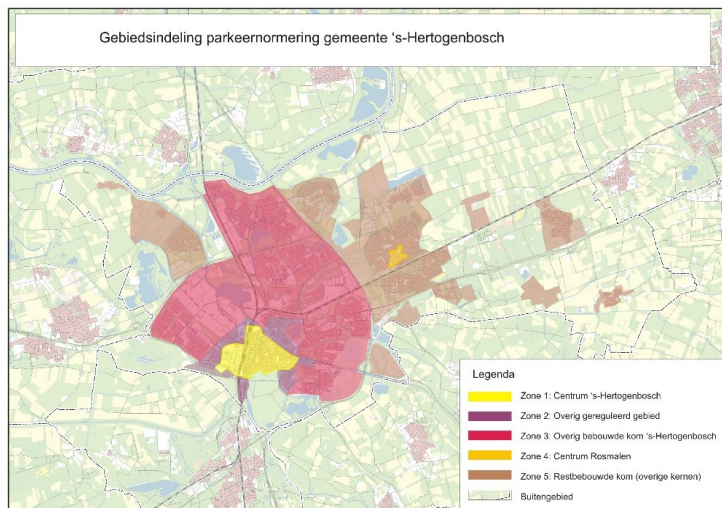 Gebiedsindeling parkeernormering gemeente 's-Hertogenbosch
Legenda
Zone 1: Centrum 's-Hertogenbosch
Zone 2: Overig gereguleerd gebied
Zone 3: Overig bebouwde kom 's-Hertogenbosch
Zone 4: Centrum Rosmalen
Zone 5: Restbebouwde kom (overige kernen)
Buitengebied